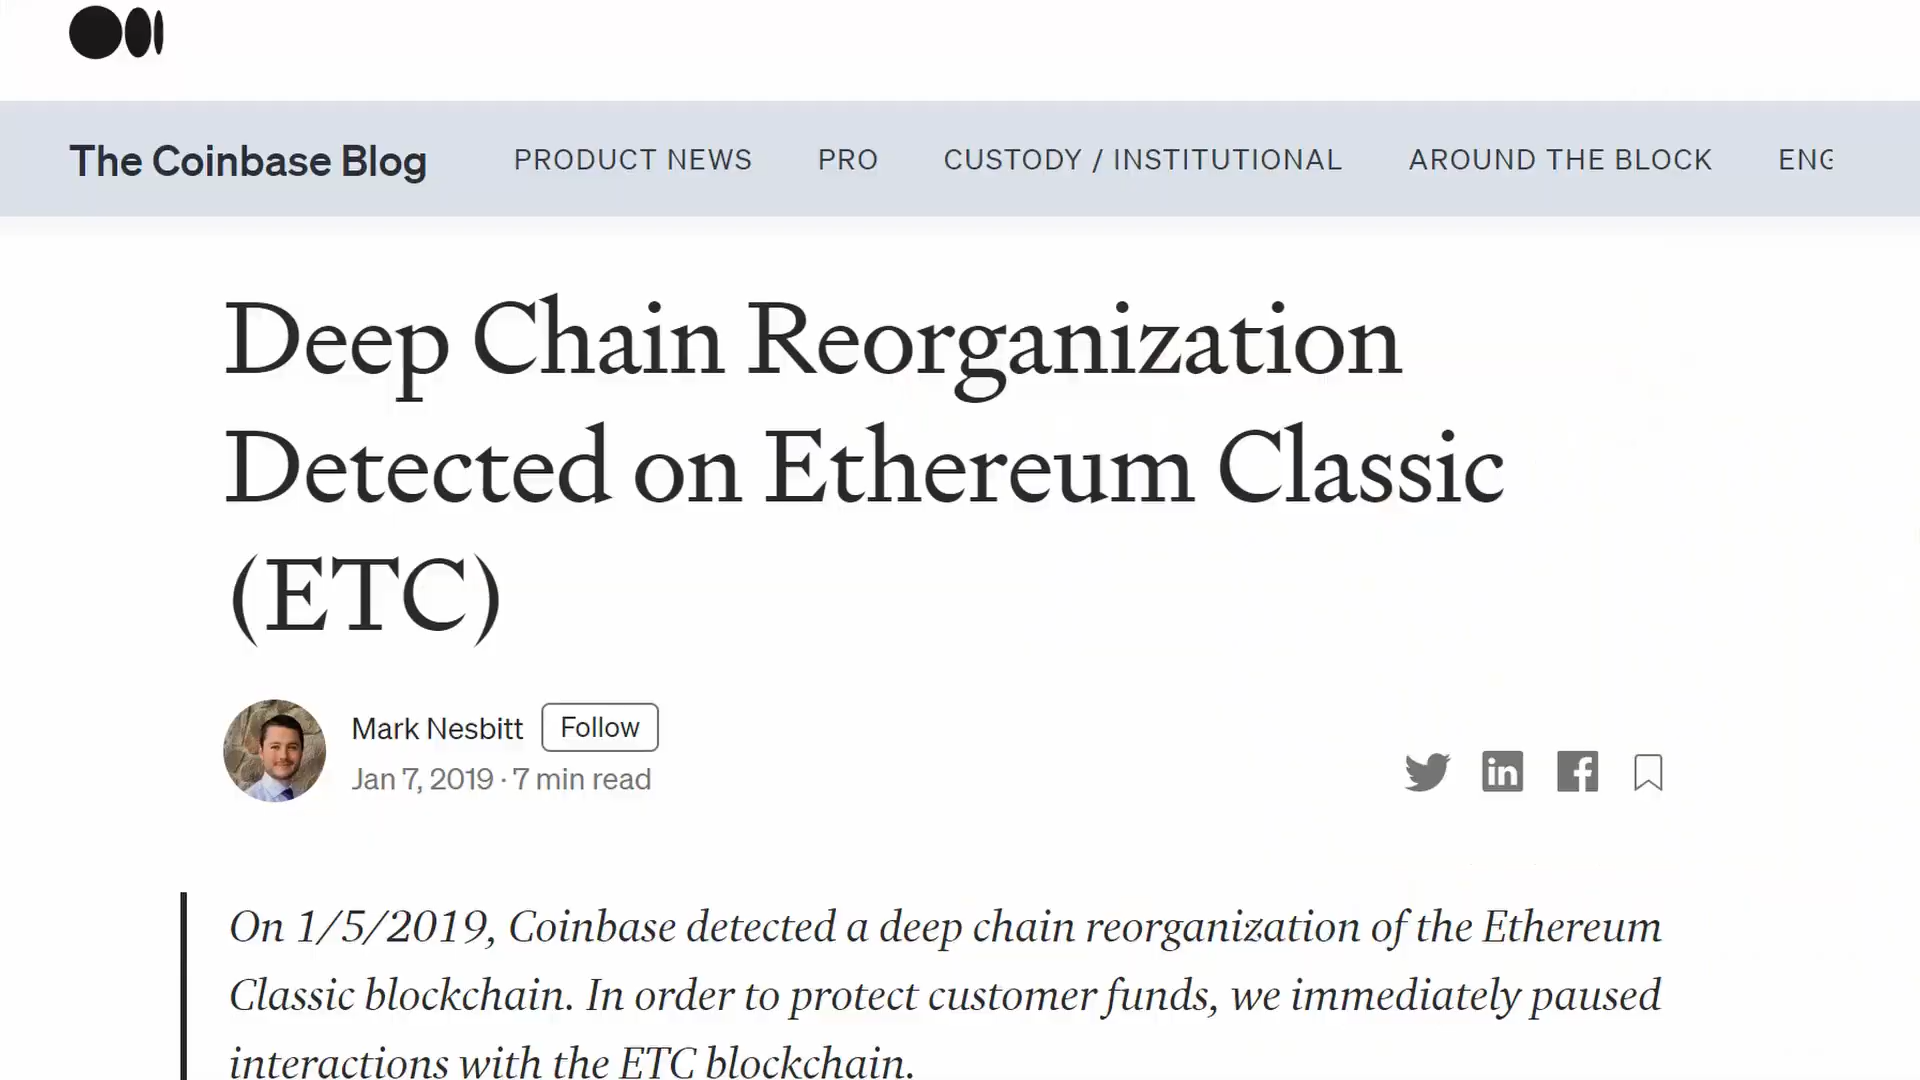 The Coinbase Blog PRODUCT NEWS PRO CUSTODY / INSTITUTIONAL AROUND THE BLOCK ENG
Deep Chain Reorganization
Detected on Ethereum Classic
(ETC)
Mark Nesbitt Follow
Jan 7, 2019 · 7 min read
On 1/5/2019, Coinbase detected a deep chain reorganization of the Ethereum
Classic blockchain. In order to protect customer funds, we immediately paused
interactions with the ETC blockchain.